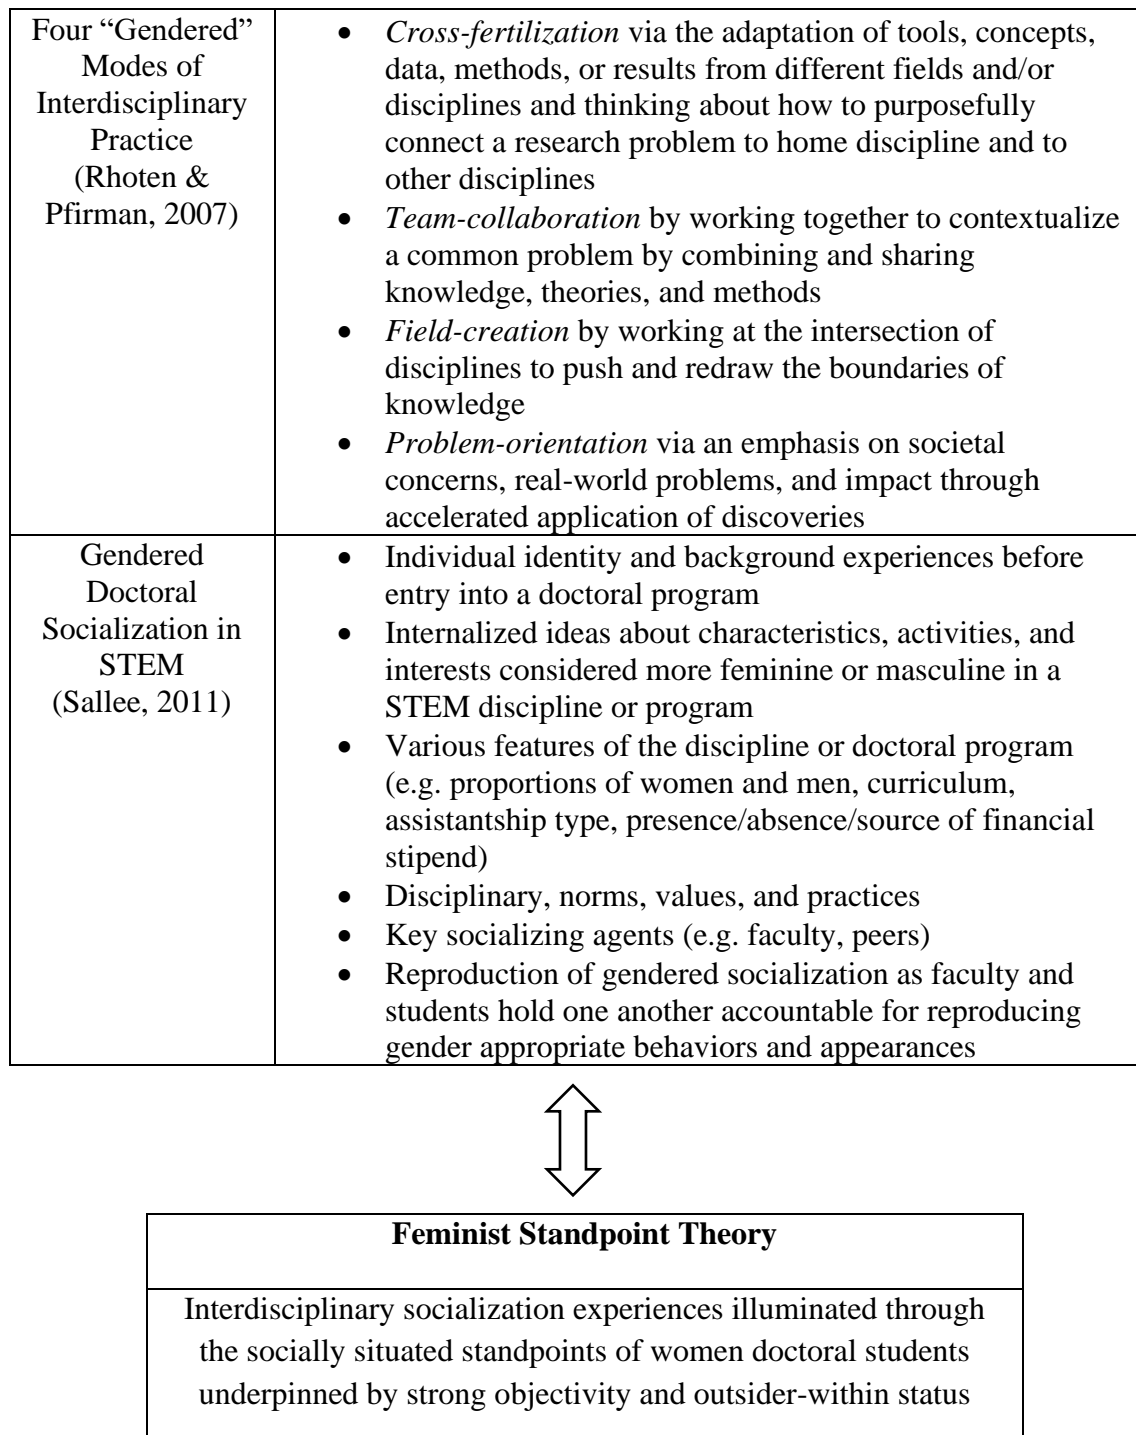 Four “Gendered”
Modes of
Interdisciplinary
Practice
(Rhoten &
Pfirman, 2007)
• Cross-fertilization via the adaptation of tools, concepts,
data, methods, or results from different fields and/or
disciplines and thinking about how to purposefully
connect a research problem to home discipline and to
other disciplines
• Team-collaboration by working together to contextualize
a common problem by combining and sharing
knowledge, theories, and methods
• Field-creation by working at the intersection of
disciplines to push and redraw the boundaries of
knowledge
• Problem-orientation via an emphasis on societal
concerns, real-world problems, and impact through
accelerated application of discoveries
Gendered
Doctoral
Socialization in
STEM
(Sallee, 2011)
• Individual identity and background experiences before
entry into a doctoral program
• Internalized ideas about characteristics, activities, and
interests considered more feminine or masculine in a
STEM discipline or program
• Various features of the discipline or doctoral program
(e.g. proportions of women and men, curriculum,
assistantship type, presence/absence/source of financial
stipend)
• Disciplinary, norms, values, and practices
• Key socializing agents (e.g. faculty, peers)
• Reproduction of gendered socialization as faculty and
students hold one another accountable for reproducing
gender appropriate behaviors and appearances
Feminist Standpoint Theory
Interdisciplinary socialization experiences illuminated through
the socially situated standpoints of women doctoral students
underpinned by strong objectivity and outsider-within status